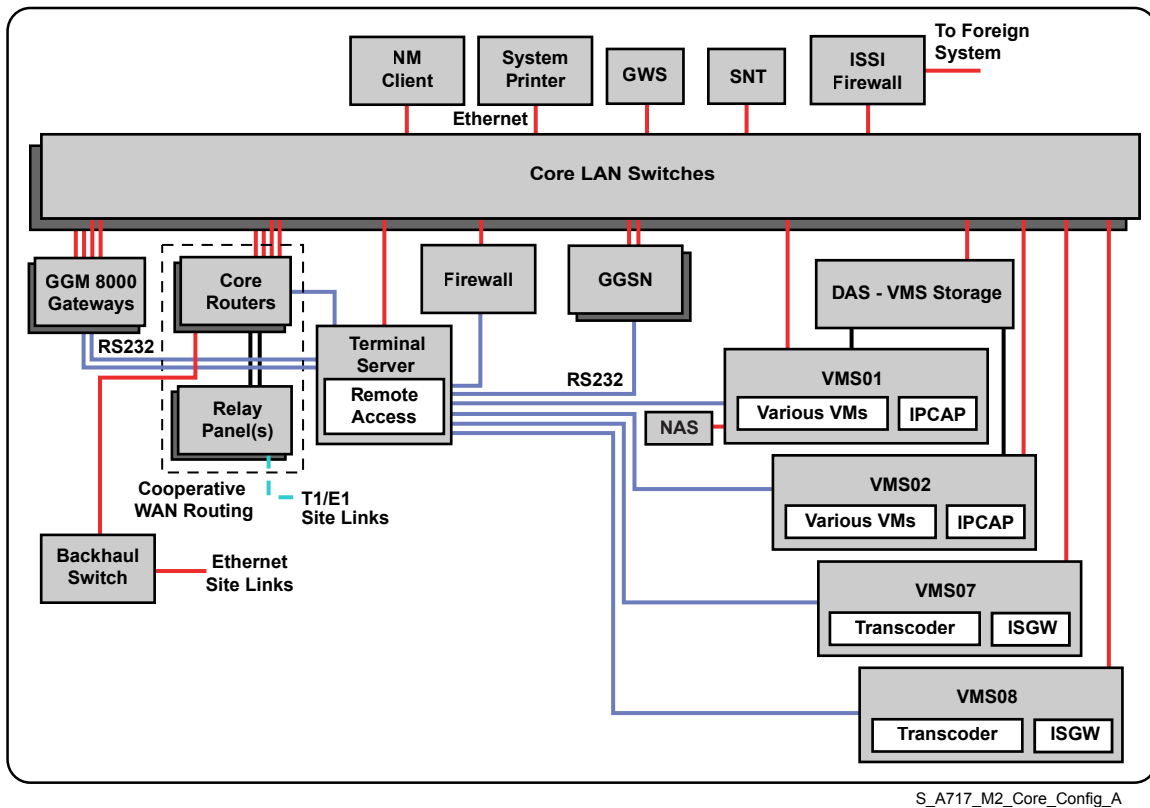 To Foreign
System
NM
Client
System
Printer
GWS
SNT
ISSI
Firewall
Ethernet
Core LAN Switches
GGM 8000
Gateways
Core
Routers
Firewall
GGSN
DAS - VMS Storage
RS232
Terminal
Server
Remote
Access
RS232
VMS01
Various VMs
IPCAP
NAS
Relay
Panel(s)
Cooperative
WAN Routing
T1/E1
Site Links
VMS02
Various VMs
IPCAP
Backhaul
Switch
Ethernet
Site Links
VMS07
Transcoder
ISGW
VMS08
Transcoder
ISGW
S_A717_M2_Core_Config_A